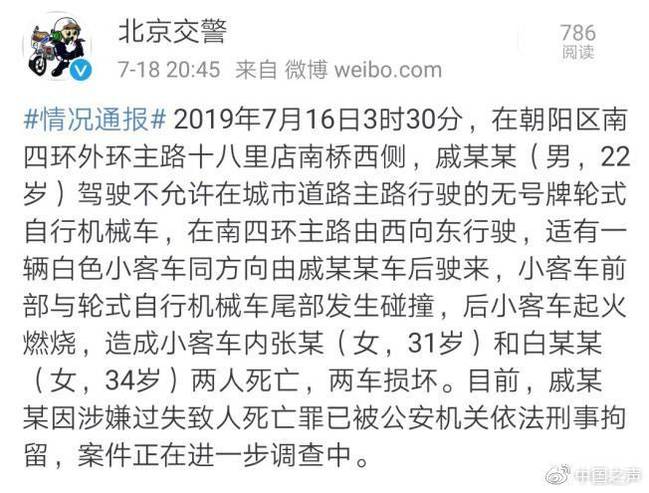 北京交警
786
阅读
7-18 20:45 来自 微博 weibo.com
#情况通报# 2019年7月16日3时30分，在朝阳区南
四环外环主路十八里店南桥西侧，戚某某（男，22
岁）驾驶不允许在城市道路主路行驶的无号牌轮式
自行机械车，在南四环主路由西向东行驶，适有一
辆白色小客车同方向由戚某某车后驶来，小客车前
部与轮式自行机械车尾部发生碰撞，后小客车起火
燃烧，造成小客车内张某（女，31岁）和白某某
（女，34岁）两人死亡，两车损坏。目前，戚某
某因涉嫌过失致人死亡罪已被公安机关依法刑事拘
留，案件正在进一步调查中。
@中国之声